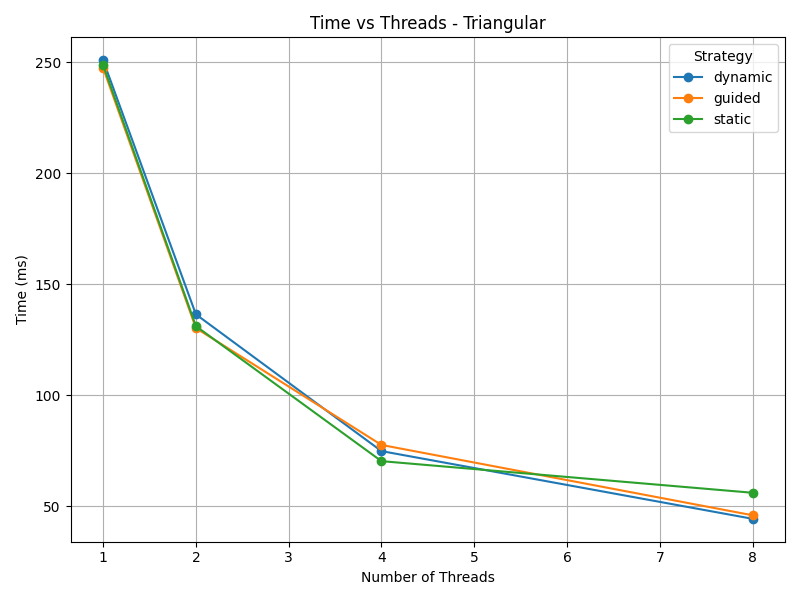 Time vs Threads - Triangular
Strategy
dynamic
guided
static
250
200
150
100
50
Time (ms)
1 2 3 4 5 6 7 8
Number of Threads